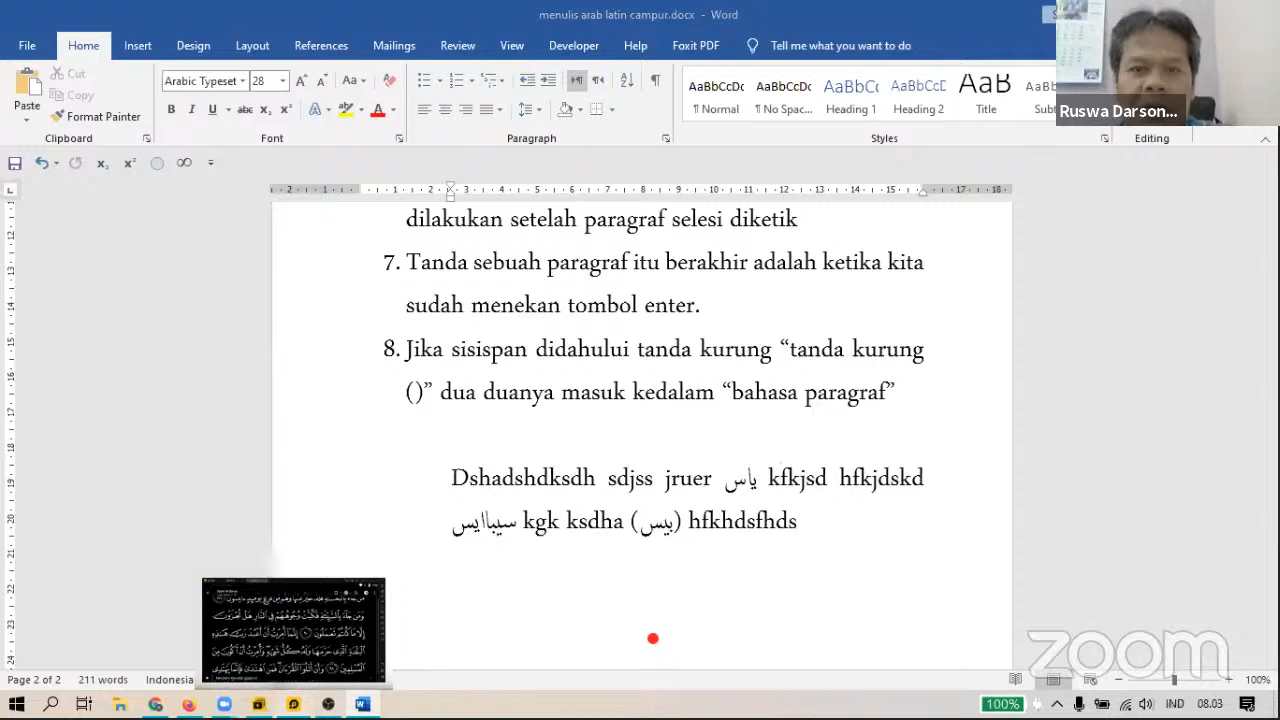 menulis arab latin campur.docx - Word
File Home Insert Design Layout References Mailings Review View Developer Help Foxit PDF Tell me what you want to do
Paste
Cut
Copy
Format Painter
Clipboard
Arabic Typeset 28
Font
Paragraph
AaBbCcDc AaBbCcDc AaBbC AaBbCcD AaB
¶ Normal ¶ No Spac... Heading 1 Heading 2 Title
Styles
Editing
Ruswa Darson...
dilakukan setelah paragraf selesi diketik
7. Tanda sebuah paragraf itu berakhir adalah ketika kita
sudah menekan tombol enter.
8. Jika sisispan didahului tanda kurung “tanda kurung
()” dua duanya masuk kedalam “bahasa paragraf”
Dshadshdksdh sdjss jruer ياس kfkjsd hfkjdskd
سيباايس kgk ksdha (بيس) hfkhdsfhds
zoom
Page 2 of 2 211 words Indonesia
100%
100% IND 08.03